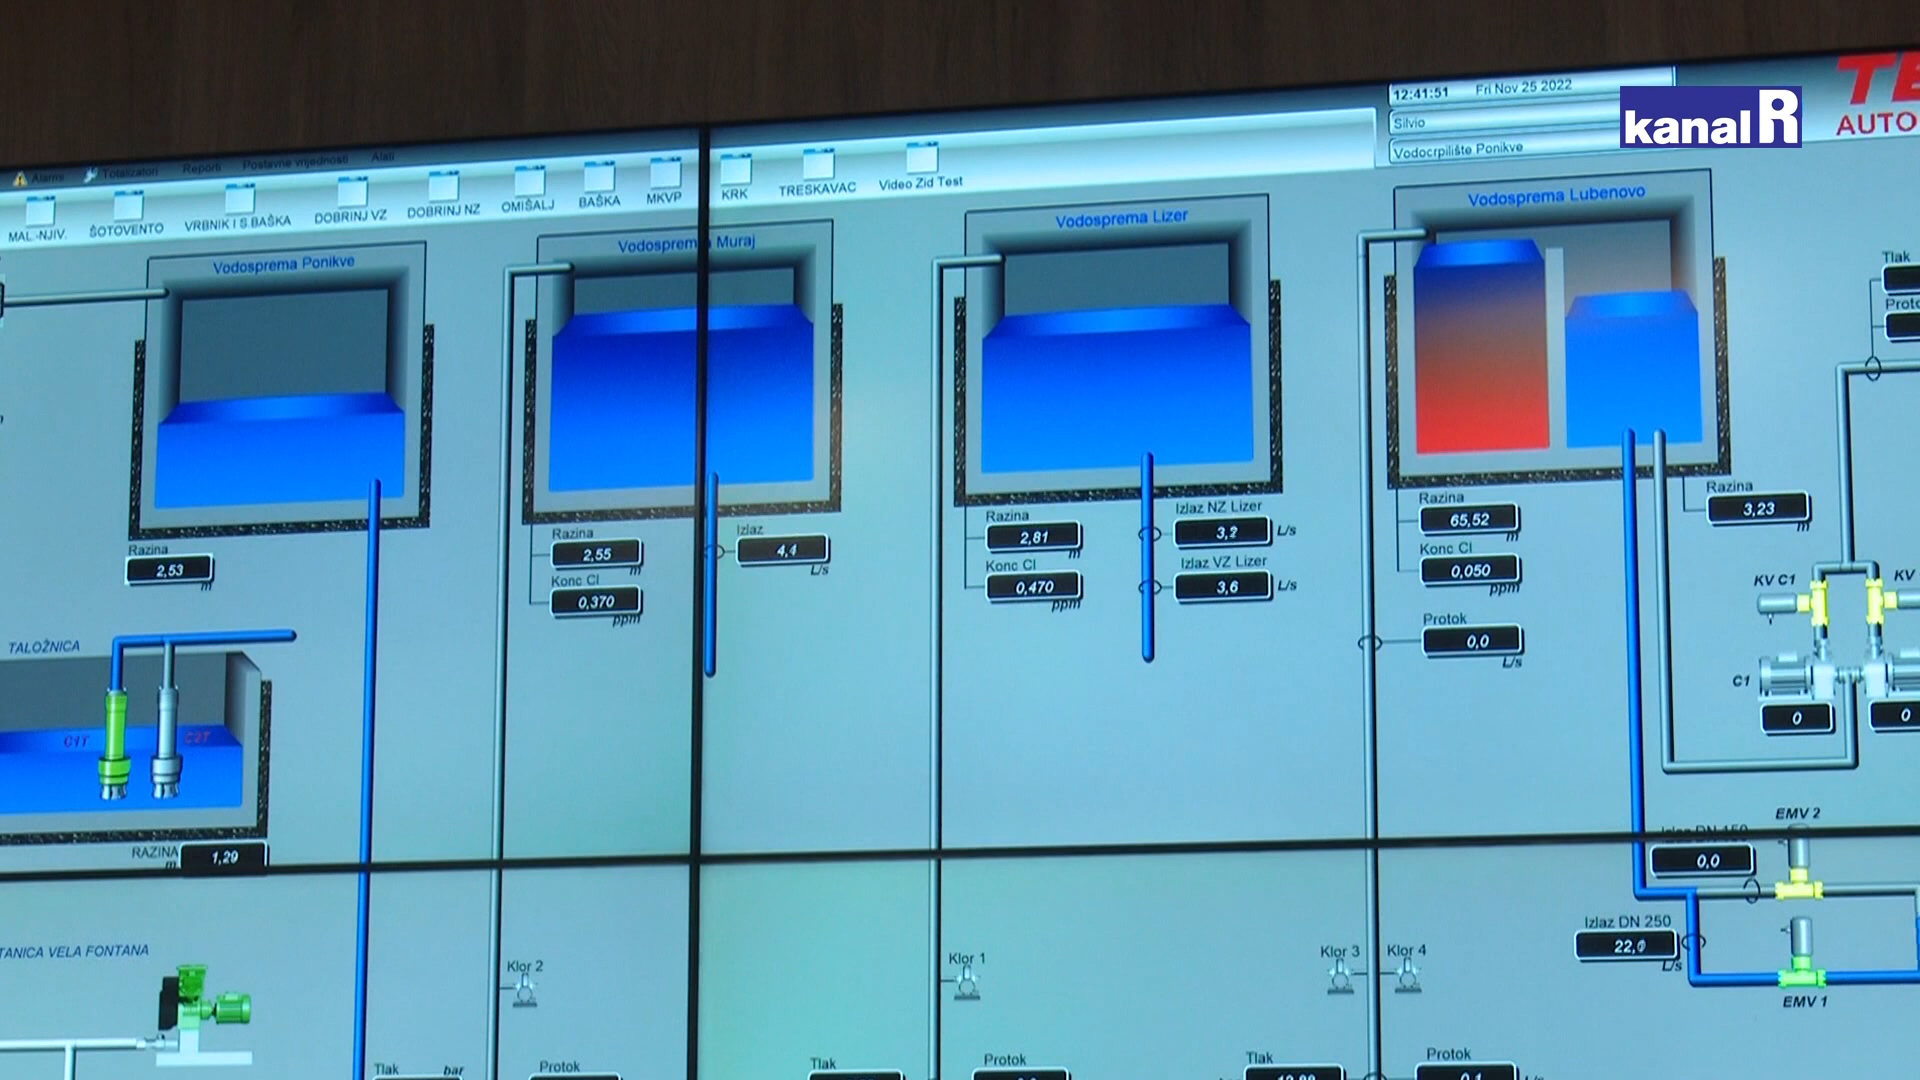 12:41:51 Fri Nov 25 2022
Silvio
Vodocrpilište Ponikve
kanal R
AUTO
Alarmi Totalizatori Reporti Postavne vrijednosti Alati
MAL.-NJIV. ŠOTOVENTO VRBNIK I S.BAŠKA DOBRINJ VZ DOBRINJ NZ OMIŠALJ BAŠKA MKVP KRK TRESKAVAC Video Zid Test
Vodosprema Ponikve
Razina
2,53
m
Vodosprema Muraj
Razina
2,55
m
Konc Cl
0,370
ppm
Izlaz
4,4
L/s
Vodosprema Lizer
Razina
2,81
m
Konc Cl
0,470
ppm
Izlaz NZ Lizer
3,2 L/s
Izlaz VZ Lizer
3,6 L/s
Vodosprema Lubenovo
Razina
65,52
m
Konc Cl
0,050
ppm
Protok
0,0
L/s
Razina
3,23
m
Tlak
KV C1
KV
C1
0
0
TALOŽNICA
C1T C2T
RAZINA
m
1,29
EMV 2
Izlaz DN 150
0,0
Izlaz DN 250
L/s
EMV 1
VELA FONTANA
Klor 2
Klor 1
Klor 3
Klor 4
Tlak bar
Protok
Tlak
Protok
Tlak
Protok